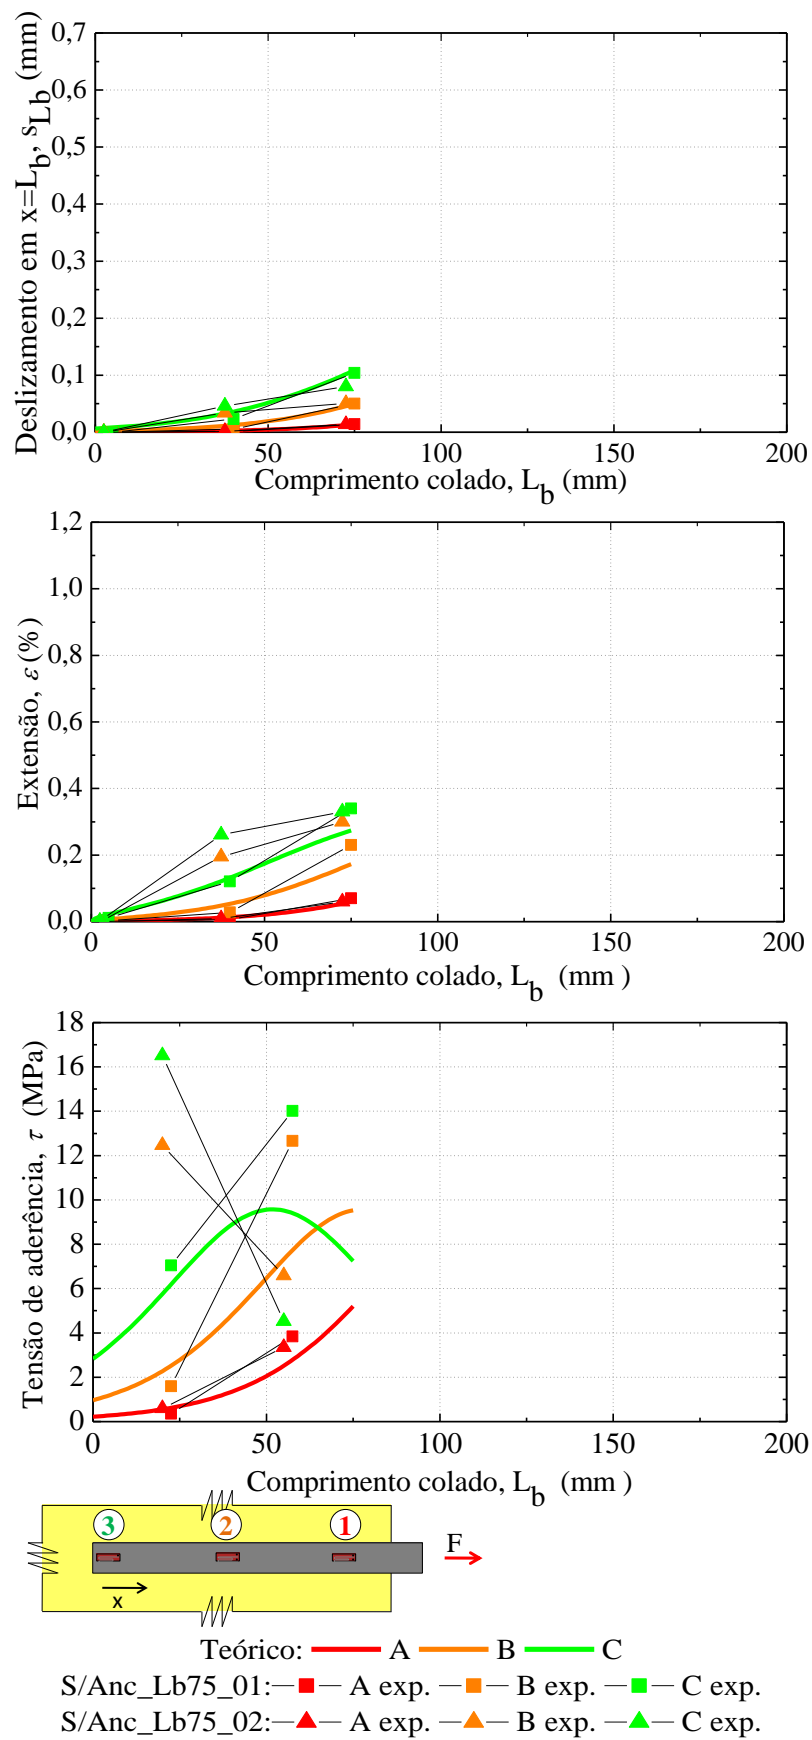 Deslizamento em x=Lb, sLb (mm)
0,7
0,6
0,5
0,4
0,3
0,2
0,1
0,0
0 50 100 150 200
Comprimento colado, Lb (mm)
Extensão, ε (%)
1,2
1,0
0,8
0,6
0,4
0,2
0,0
0 50 100 150 200
Comprimento colado, Lb (mm )
Tensão de aderência, τ (MPa)
18
16
14
12
10
8
6
4
2
0
0 50 100 150 200
Comprimento colado, Lb (mm )
3 2 1
F
x
Teórico: A B C
S/Anc_Lb75_01: A exp. B exp. C exp.
S/Anc_Lb75_02: A exp. B exp. C exp.